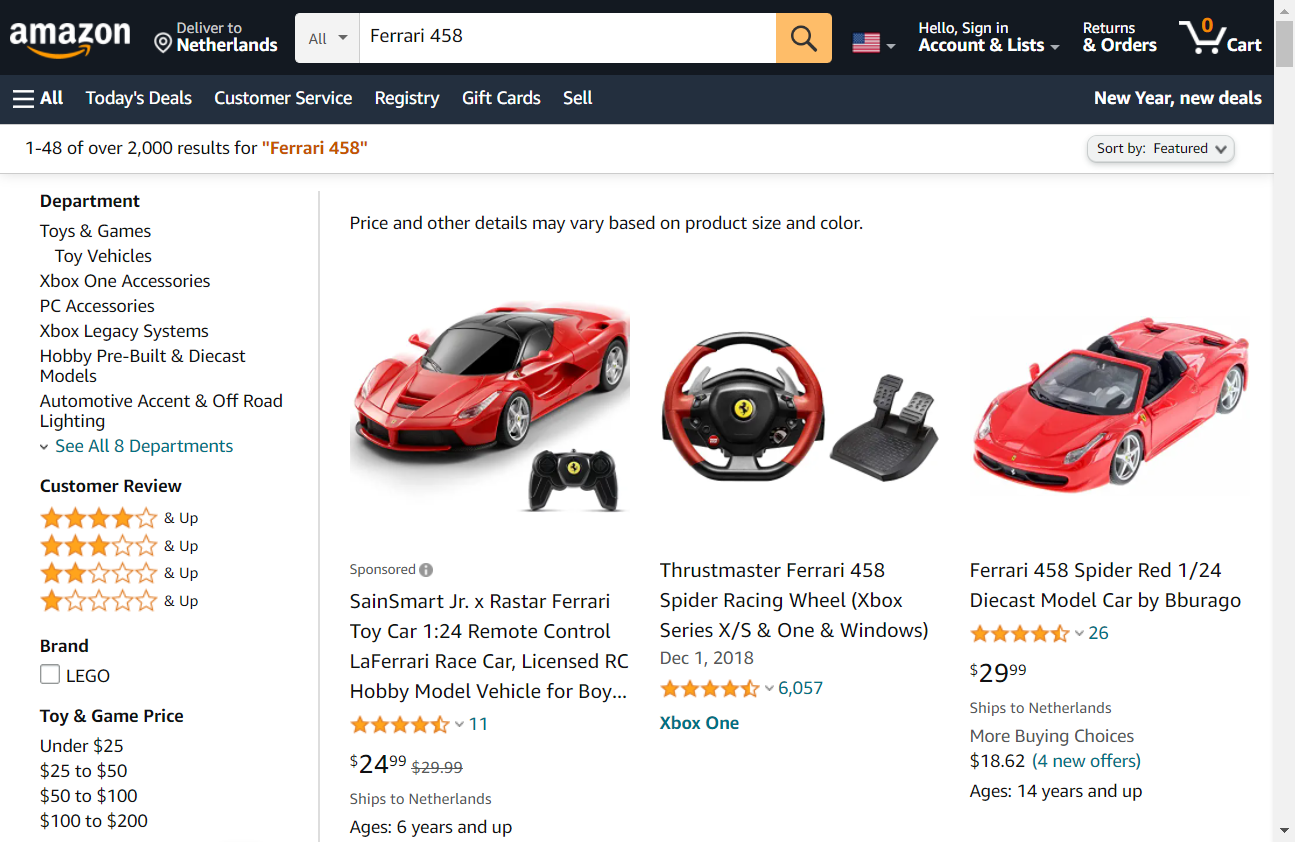 amazon
Deliver to
Netherlands
All
Ferrari 458
Hello, Sign in
Account & Lists
Returns
& Orders
0
Cart
All
Today's Deals
Customer Service
Registry
Gift Cards
Sell
New Year, new deals
1-48 of over 2,000 results for "Ferrari 458"
Sort by: Featured
Department
Toys & Games
Toy Vehicles
Xbox One Accessories
PC Accessories
Xbox Legacy Systems
Hobby Pre-Built & Diecast
Models
Automotive Accent & Off Road
Lighting
See All 8 Departments
Customer Review
& Up
& Up
& Up
& Up
Brand
LEGO
Toy & Game Price
Under $25
$25 to $50
$50 to $100
$100 to $200
Price and other details may vary based on product size and color.
Sponsored
SainSmart Jr. x Rastar Ferrari
Toy Car 1:24 Remote Control
LaFerrari Race Car, Licensed RC
Hobby Model Vehicle for Boy...
11
$24 99 $29.99
Ships to Netherlands
Ages: 6 years and up
Thrustmaster Ferrari 458
Spider Racing Wheel (Xbox
Series X/S & One & Windows)
Dec 1, 2018
6,057
Xbox One
Ferrari 458 Spider Red 1/24
Diecast Model Car by Bburago
26
$29 99
Ships to Netherlands
More Buying Choices
$18.62 (4 new offers)
Ages: 14 years and up